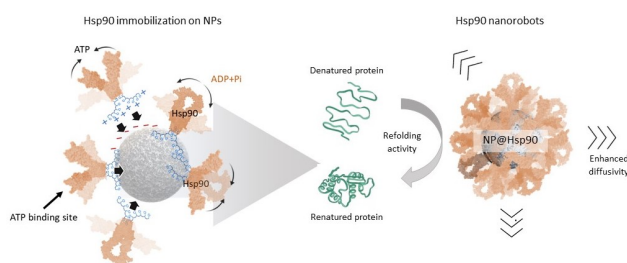 Hsp90 immobilization on NPs
Hsp90 nanorobots
ATP
ADP+Pi
Hsp90
Hsp90
ATP binding site
Denatured protein
Refolding
activity
Renatured protein
NP@Hsp90
Enhanced
diffusivity